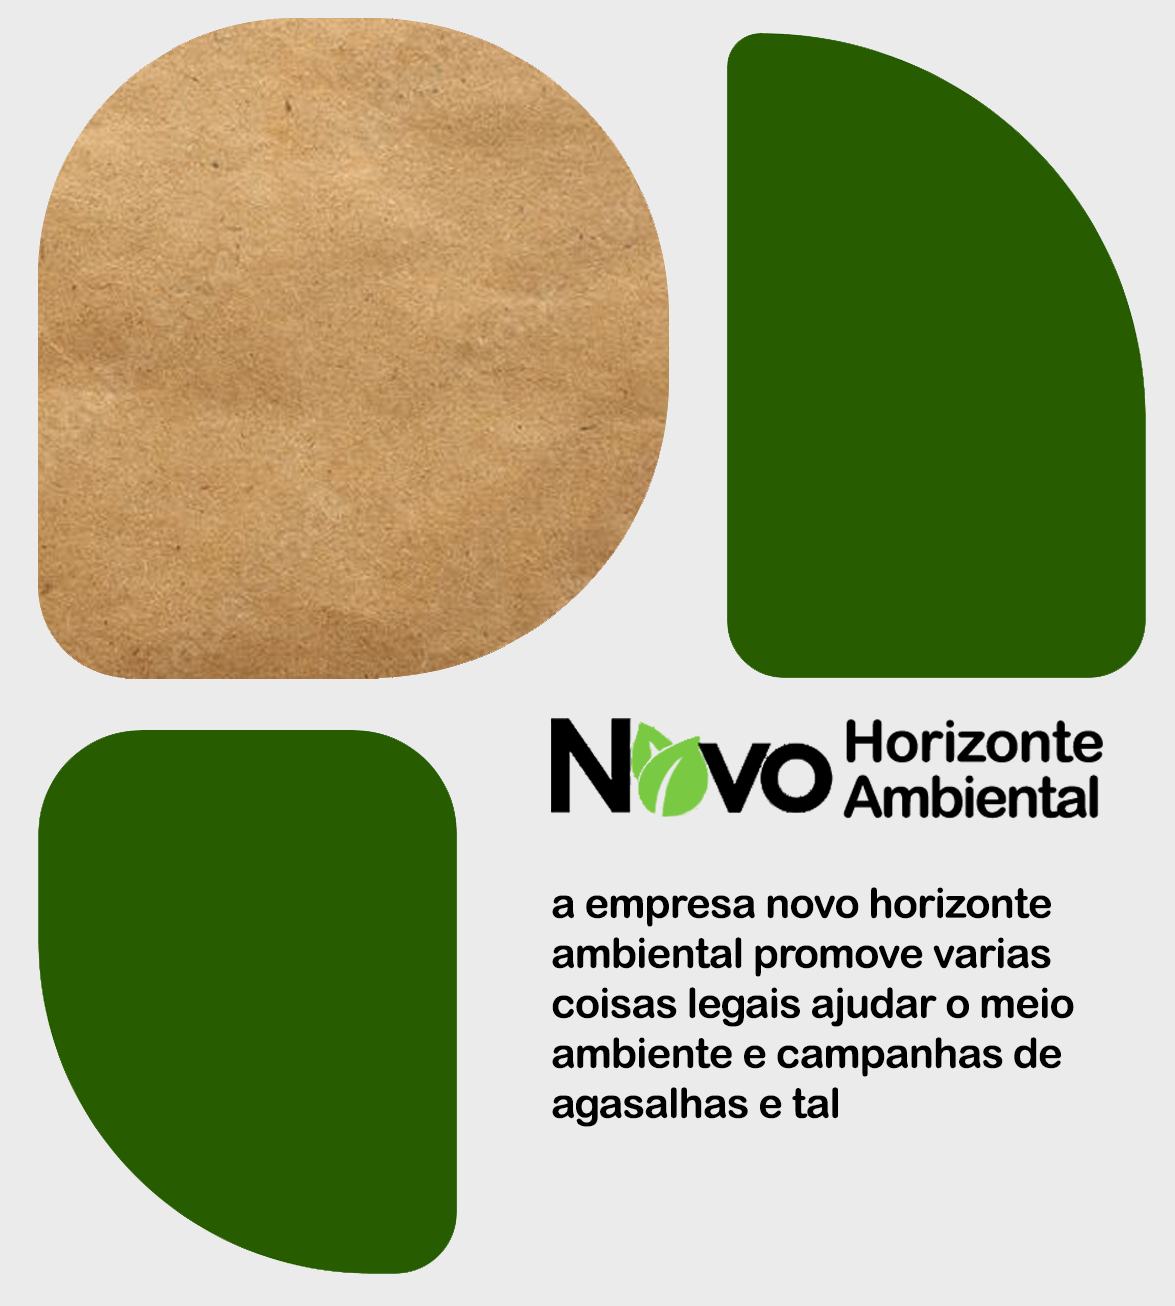 Novo Horizonte
Ambiental
a empresa novo horizonte
ambiental promove varias
coisas legais ajudar o meio
ambiente e campanhas de
agasalhas e tal